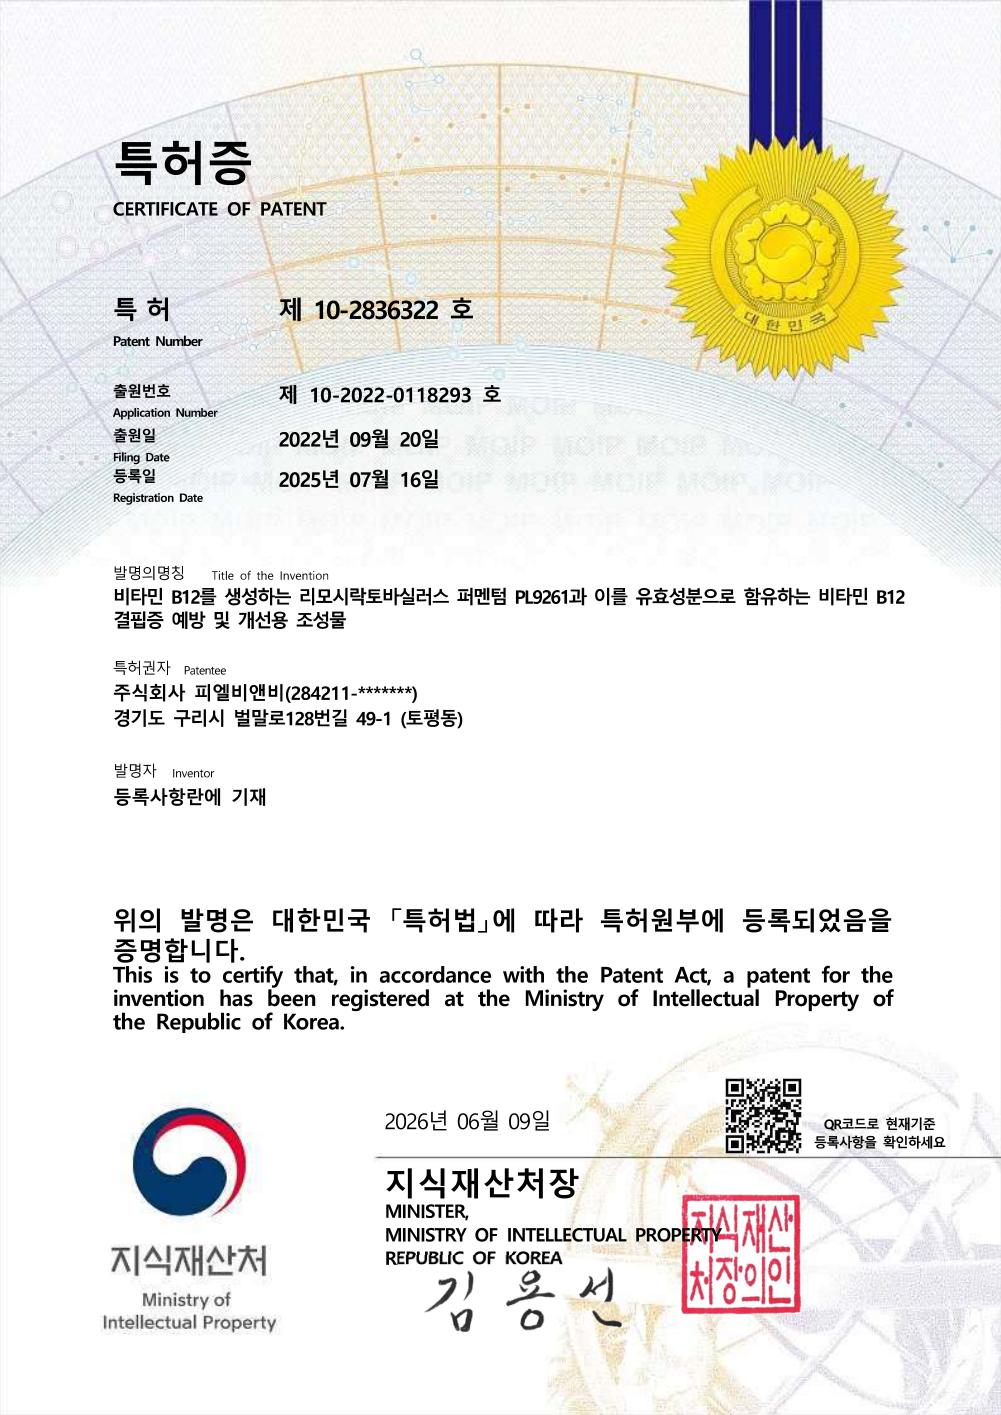 특허증
CERTIFICATE OF PATENT
대한민국
특 허
제 10-2836322 호
Patent Number
출원번호
제 10-2022-0118293 호
Application Number
출원일
2022년 09월 20일
Filing Date
등록일
2025년 07월 16일
Registration Date
발명의명칭 Title of the Invention
비타민 B12를 생성하는 리모시락토바실러스 퍼멘텀 PL9261과 이를 유효성분으로 함유하는 비타민 B12
결핍증 예방 및 개선용 조성물
특허권자 Patentee
주식회사 피엘비앤비(284211-*******)
경기도 구리시 벌말로128번길 49-1 (토평동)
발명자 Inventor
등록사항란에 기재
위의 발명은 대한민국 「특허법」에 따라 특허원부에 등록되었음을
증명합니다.
This is to certify that, in accordance with the Patent Act, a patent for the
invention has been registered at the Ministry of Intellectual Property of
the Republic of Korea.
2026년 06월 09일
QR코드로 현재기준
등록사항을 확인하세요
지식재산처장
MINISTER,
MINISTRY OF INTELLECTUAL PROPERTY
REPUBLIC OF KOREA
김 용 선
지식재산
처장의인
지식재산처
Ministry of
Intellectual Property